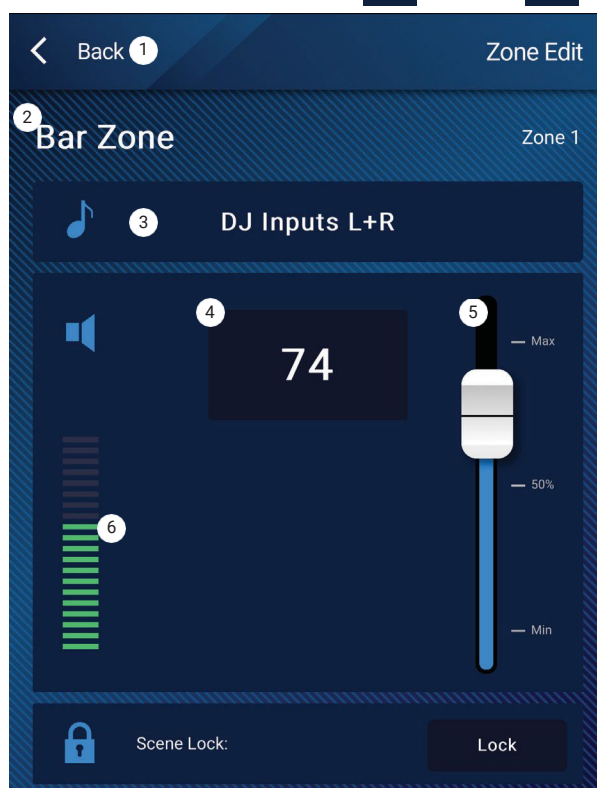 Back 1 Zone Edit
2
Bar Zone Zone 1
3 DJ Inputs L+R
4 5
74
Max
50%
6
Min
Scene Lock: Lock